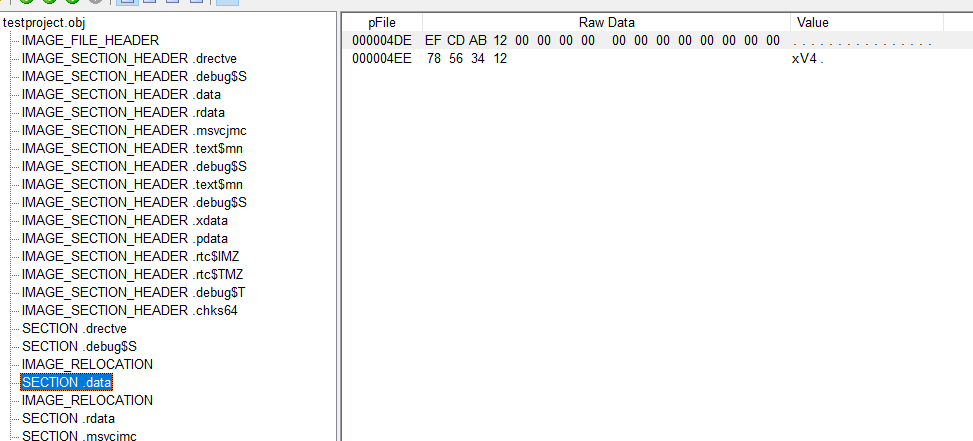 testproject.obj
IMAGE_FILE_HEADER
IMAGE_SECTION_HEADER .drectve
IMAGE_SECTION_HEADER .debug$S
IMAGE_SECTION_HEADER .data
IMAGE_SECTION_HEADER .rdata
IMAGE_SECTION_HEADER .msvcjmc
IMAGE_SECTION_HEADER .text$mn
IMAGE_SECTION_HEADER .debug$S
IMAGE_SECTION_HEADER .text$mn
IMAGE_SECTION_HEADER .debug$S
IMAGE_SECTION_HEADER .xdata
IMAGE_SECTION_HEADER .pdata
IMAGE_SECTION_HEADER .rtc$IMZ
IMAGE_SECTION_HEADER .rtc$TMZ
IMAGE_SECTION_HEADER .debug$T
IMAGE_SECTION_HEADER .chks64
SECTION .drectve
SECTION .debug$S
IMAGE_RELOCATION
SECTION .data
IMAGE_RELOCATION
SECTION .rdata
SECTION .msvcjmc
pFile Raw Data Value
000004DE EF CD AB 12 00 00 00 00 00 00 00 00 00 00 00 00 . . . . . . . . . . . . . . . .
000004EE 78 56 34 12 xV4 .